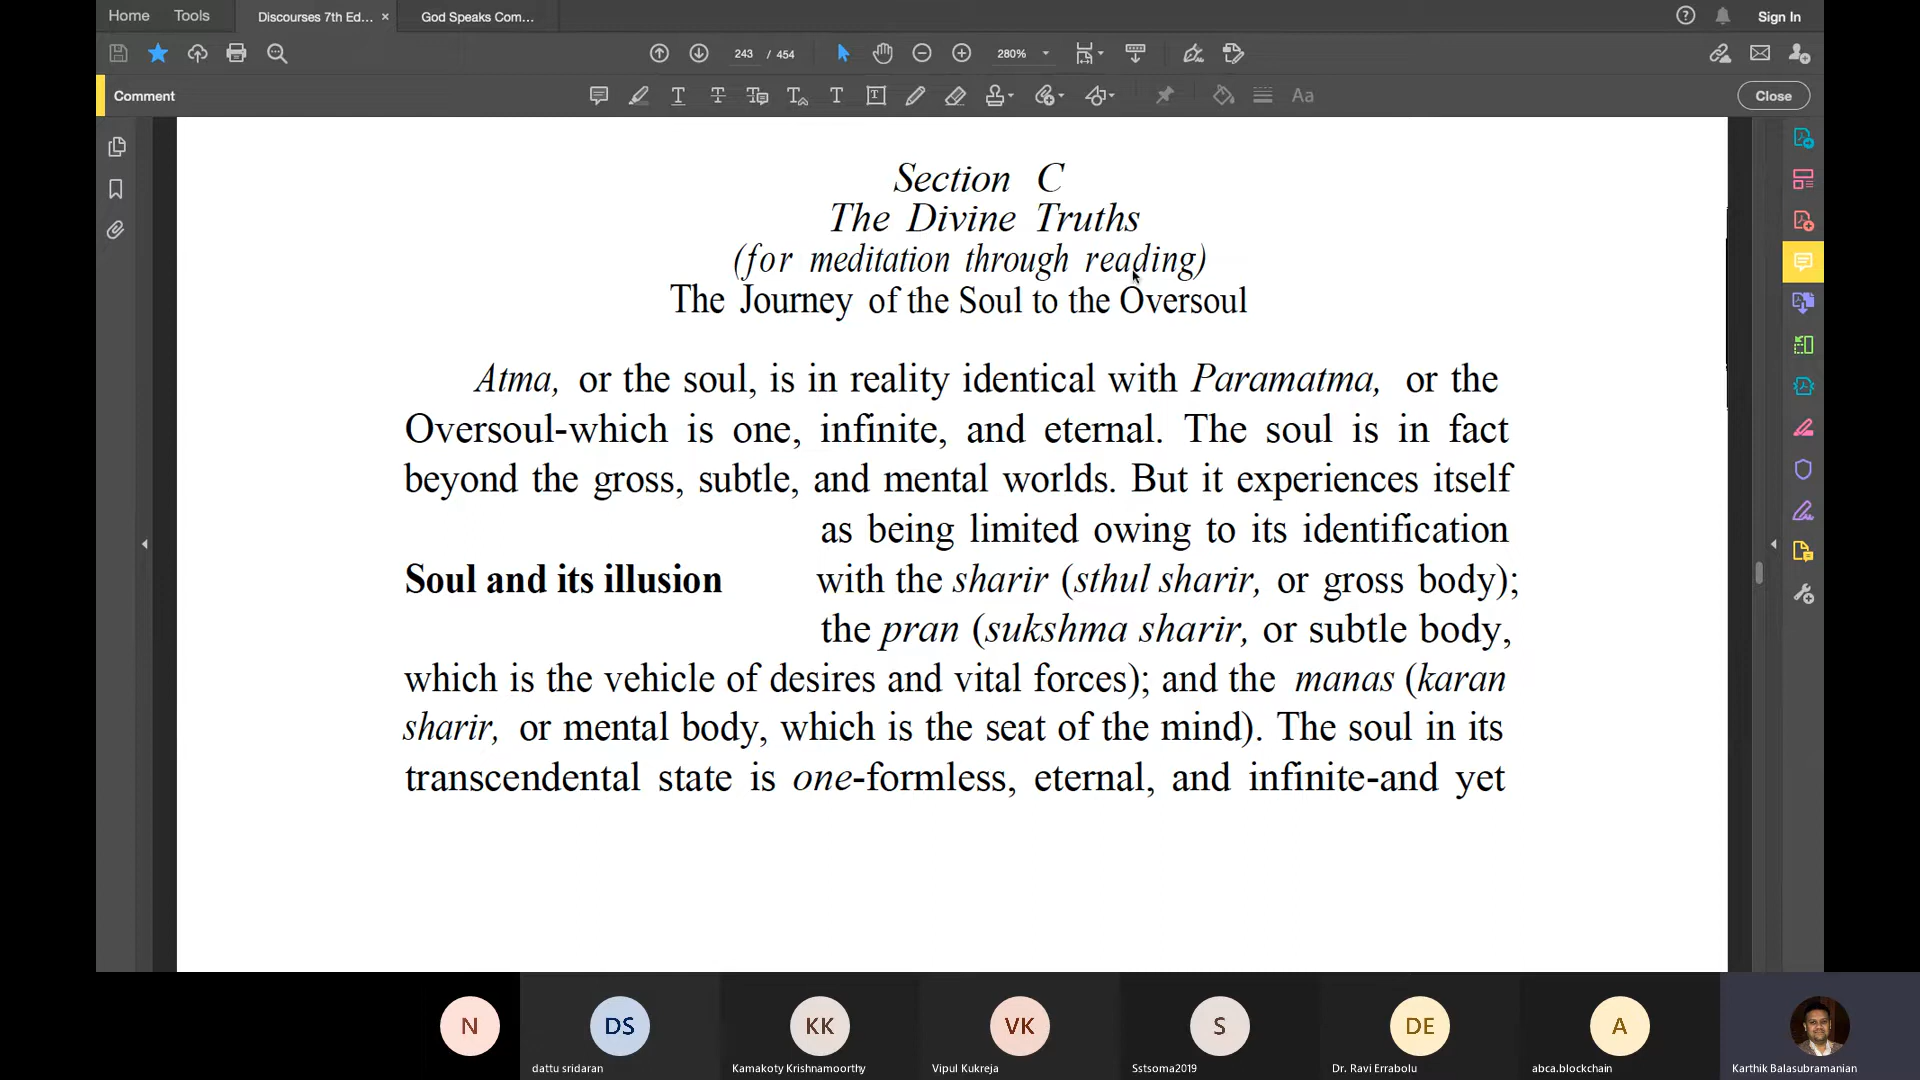 Home Tools Discourses 7th Ed... × God Speaks Com... Sign In
243 / 454 280%
Comment Close
Section C
The Divine Truths
(for meditation through reading)
The Journey of the Soul to the Oversoul
Atma, or the soul, is in reality identical with Paramatma, or the
Oversoul-which is one, infinite, and eternal. The soul is in fact
beyond the gross, subtle, and mental worlds. But it experiences itself
as being limited owing to its identification
Soul and its illusion with the sharir (sthul sharir, or gross body);
the pran (sukshma sharir, or subtle body,
which is the vehicle of desires and vital forces); and the manas (karan
sharir, or mental body, which is the seat of the mind). The soul in its
transcendental state is one-formless, eternal, and infinite-and yet
N DS KK VK S DE A
dattu sridaran Kamakoty Krishnamoorthy Vipul Kukreja Sstsoma2019 Dr. Ravi Errabolu abca.blockchain Karthik Balasubramanian